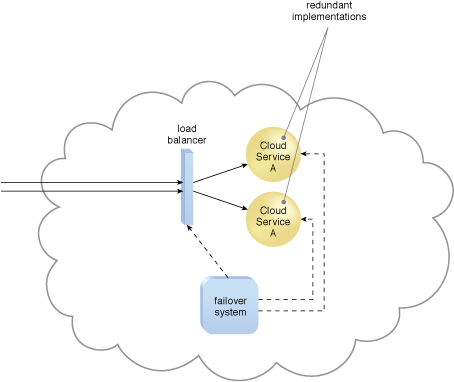 redundant
implementations
load
balancer
Cloud
Service
A
Cloud
Service
A
failover
system